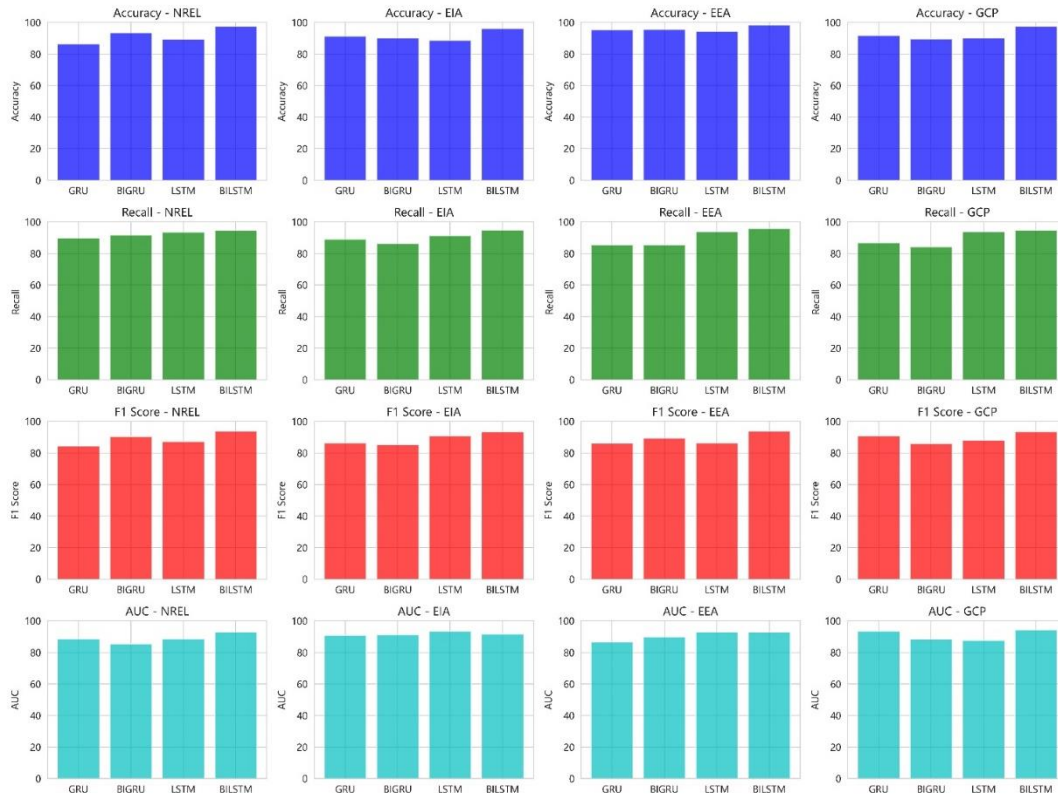 Accuracy - NREL
Accuracy - EIA
Accuracy - EEA
Accuracy - GCP
Accuracy
100
80
60
40
20
0
GRU BIGRU LSTM BILSTM
Accuracy
100
80
60
40
20
0
GRU BIGRU LSTM BILSTM
Accuracy
100
80
60
40
20
0
GRU BIGRU LSTM BILSTM
Accuracy
100
80
60
40
20
0
GRU BIGRU LSTM BILSTM
Recall - NREL
Recall - EIA
Recall - EEA
Recall - GCP
Recall
100
80
60
40
20
0
GRU BIGRU LSTM BILSTM
Recall
100
80
60
40
20
0
GRU BIGRU LSTM BILSTM
Recall
100
80
60
40
20
0
GRU BIGRU LSTM BILSTM
Recall
100
80
60
40
20
0
GRU BIGRU LSTM BILSTM
F1 Score - NREL
F1 Score - EIA
F1 Score - EEA
F1 Score - GCP
F1 Score
100
80
60
40
20
0
GRU BIGRU LSTM BILSTM
F1 Score
100
80
60
40
20
0
GRU BIGRU LSTM BILSTM
F1 Score
100
80
60
40
20
0
GRU BIGRU LSTM BILSTM
F1 Score
100
80
60
40
20
0
GRU BIGRU LSTM BILSTM
AUC - NREL
AUC - EIA
AUC - EEA
AUC - GCP
AUC
100
80
60
40
20
0
GRU BIGRU LSTM BILSTM
AUC
100
80
60
40
20
0
GRU BIGRU LSTM BILSTM
AUC
100
80
60
40
20
0
GRU BIGRU LSTM BILSTM
AUC
100
80
60
40
20
0
GRU BIGRU LSTM BILSTM